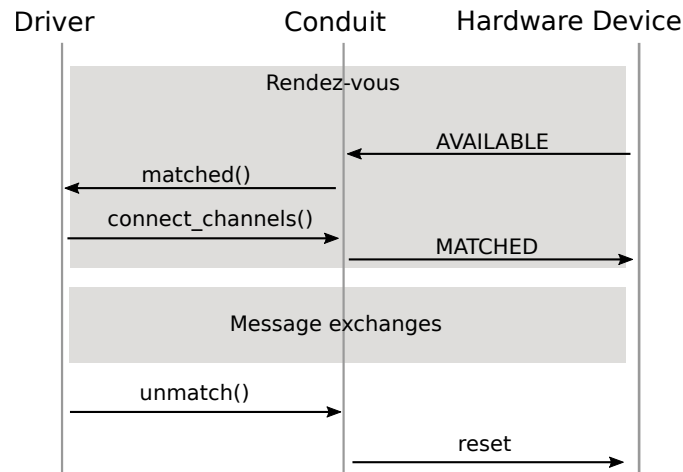 Driver Conduit Hardware Device
Rendez-vous
AVAILABLE
matched()
connect_channels()
MATCHED
Message exchanges
unmatch()
reset